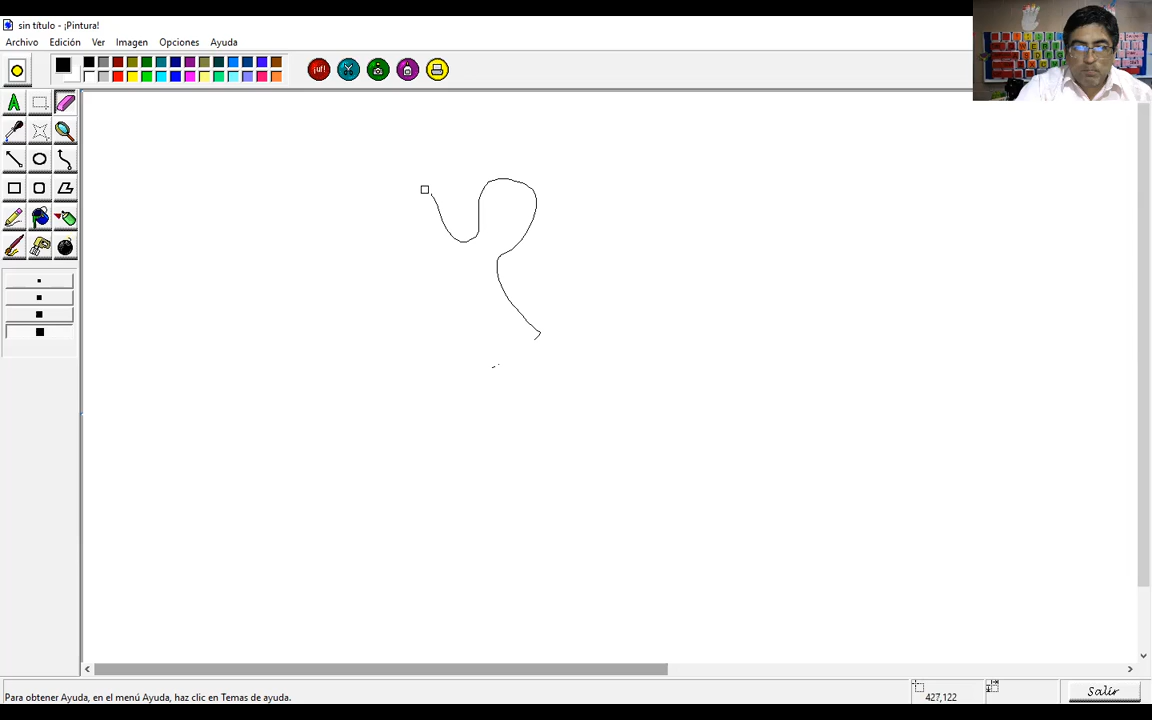 sin título - ¡Pintura!
Archivo Edición Ver Imagen Opciones Ayuda
¡uf!
A
Para obtener Ayuda, en el menú Ayuda, haz clic en Temas de ayuda.
427,122
Salir